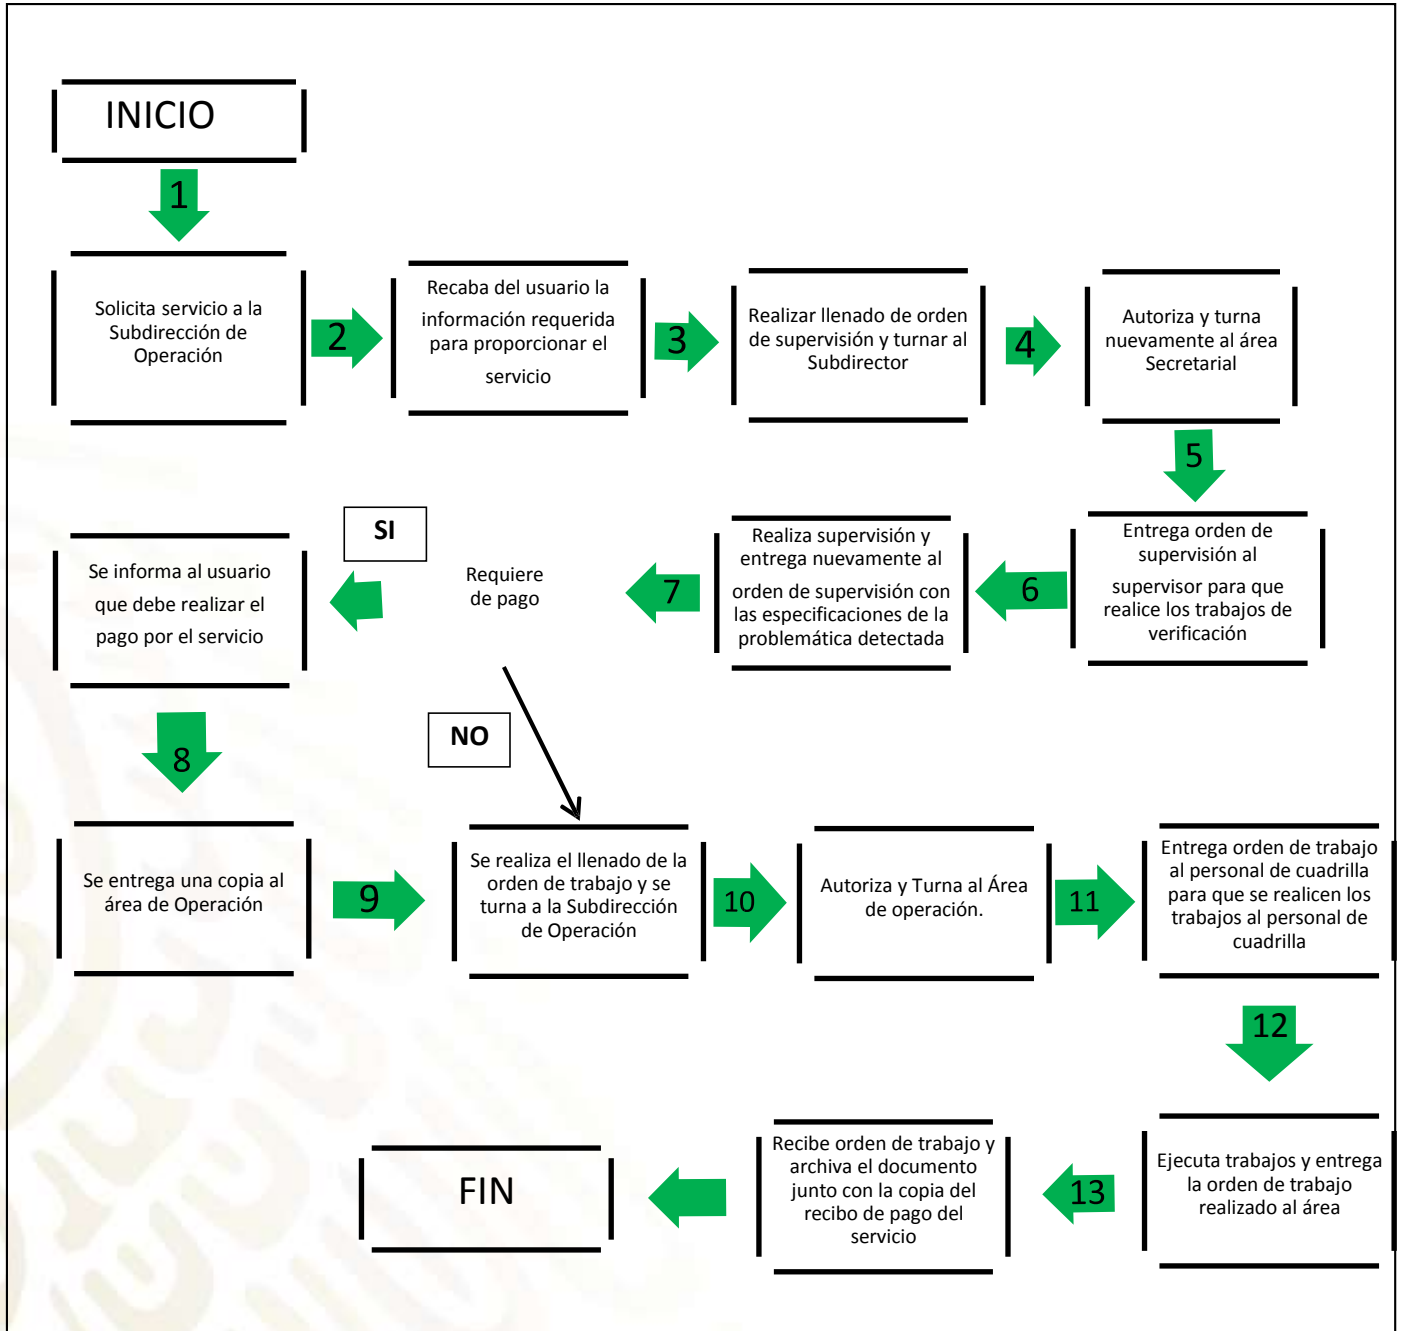 INICIO
1
Solicita servicio a la
Subdirección de
Operación
2
Recaba del usuario la
información requerida
para proporcionar el
servicio
3
Realizar llenado de orden
de supervisión y turnar al
Subdirector
4
Autoriza y turna
nuevamente al área
Secretarial
5
Entrega orden de
supervisión al
supervisor para que
realice los trabajos de
verificación
6
Realiza supervisión y
entrega nuevamente al
orden de supervisión con
las especificaciones de la
problemática detectada
7
Requiere
de pago
SI
Se informa al usuario
que debe realizar el
pago por el servicio
NO
8
Se entrega una copia al
área de Operación
9
Se realiza el llenado de la
orden de trabajo y se
turna a la Subdirección
de Operación
10
Autoriza y Turna al Área
de operación.
11
Entrega orden de trabajo
al personal de cuadrilla
para que se realicen los
trabajos al personal de
cuadrilla
12
Ejecuta trabajos y entrega
la orden de trabajo
realizado al área
13
Recibe orden de trabajo y
archiva el documento
junto con la copia del
recibo de pago del
servicio
FIN